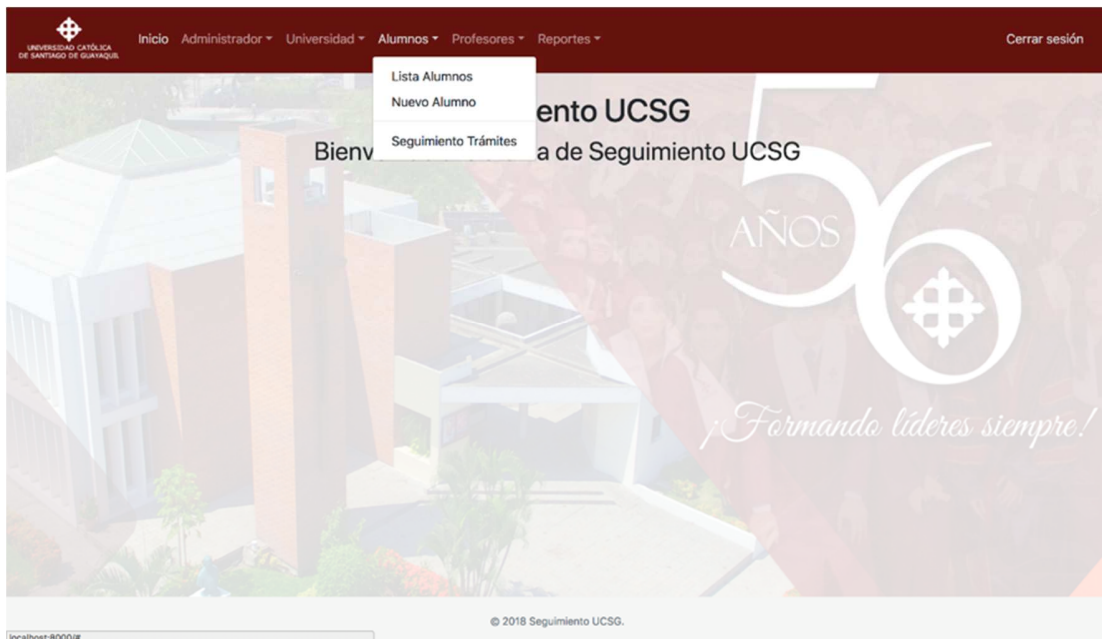 UNIVERSIDAD CATÓLICA
DE SANTIAGO DE GUAYAQUIL
Inicio Administrador Universidad Alumnos Profesores Reportes Cerrar sesión
Lista Alumnos
Nuevo Alumno
Seguimiento Trámites
ento UCSG
Bienv a de Seguimiento UCSG
56
AÑOS
¡Formando líderes siempre!
© 2018 Seguimiento UCSG.
localhost:8000/#